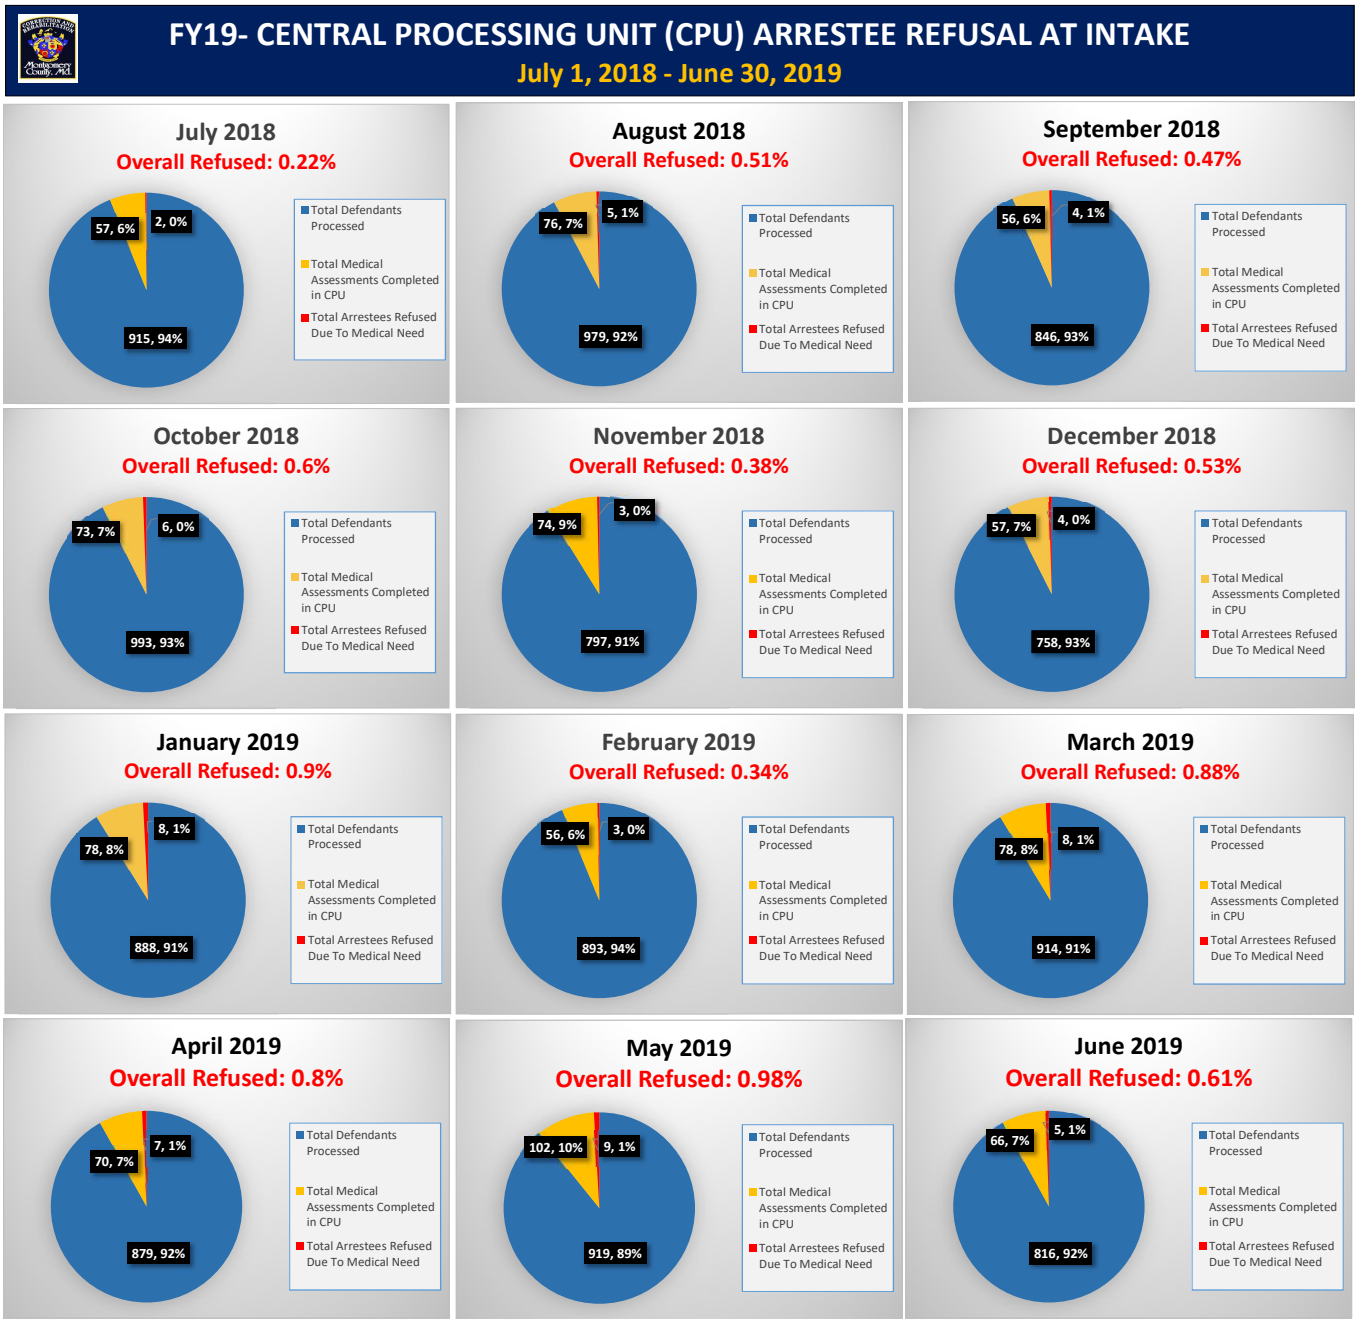 CORRECTION AND
REHABILITATION
Montgomery
County, Md.
FY19- CENTRAL PROCESSING UNIT (CPU) ARRESTEE REFUSAL AT INTAKE
July 1, 2018 - June 30, 2019
July 2018
Overall Refused: 0.22%
57, 6%
2, 0%
915, 94%
Total Defendants
Processed
Total Medical
Assessments Completed
in CPU
Total Arrestees Refused
Due To Medical Need
August 2018
Overall Refused: 0.51%
76, 7%
5, 1%
979, 92%
Total Defendants
Processed
Total Medical
Assessments Completed
in CPU
Total Arrestees Refused
Due To Medical Need
September 2018
Overall Refused: 0.47%
56, 6%
4, 1%
846, 93%
Total Defendants
Processed
Total Medical
Assessments Completed
in CPU
Total Arrestees Refused
Due To Medical Need
October 2018
Overall Refused: 0.6%
73, 7%
6, 0%
993, 93%
Total Defendants
Processed
Total Medical
Assessments Completed
in CPU
Total Arrestees Refused
Due To Medical Need
November 2018
Overall Refused: 0.38%
74, 9%
3, 0%
797, 91%
Total Defendants
Processed
Total Medical
Assessments Completed
in CPU
Total Arrestees Refused
Due To Medical Need
December 2018
Overall Refused: 0.53%
57, 7%
4, 0%
758, 93%
Total Defendants
Processed
Total Medical
Assessments Completed
in CPU
Total Arrestees Refused
Due To Medical Need
January 2019
Overall Refused: 0.9%
78, 8%
8, 1%
888, 91%
Total Defendants
Processed
Total Medical
Assessments Completed
in CPU
Total Arrestees Refused
Due To Medical Need
February 2019
Overall Refused: 0.34%
56, 6%
3, 0%
893, 94%
Total Defendants
Processed
Total Medical
Assessments Completed
in CPU
Total Arrestees Refused
Due To Medical Need
March 2019
Overall Refused: 0.88%
78, 8%
8, 1%
914, 91%
Total Defendants
Processed
Total Medical
Assessments Completed
in CPU
Total Arrestees Refused
Due To Medical Need
April 2019
Overall Refused: 0.8%
70, 7%
7, 1%
879, 92%
Total Defendants
Processed
Total Medical
Assessments Completed
in CPU
Total Arrestees Refused
Due To Medical Need
May 2019
Overall Refused: 0.98%
102, 10%
9, 1%
919, 89%
Total Defendants
Processed
Total Medical
Assessments Completed
in CPU
Total Arrestees Refused
Due To Medical Need
June 2019
Overall Refused: 0.61%
66, 7%
5, 1%
816, 92%
Total Defendants
Processed
Total Medical
Assessments Completed
in CPU
Total Arrestees Refused
Due To Medical Need